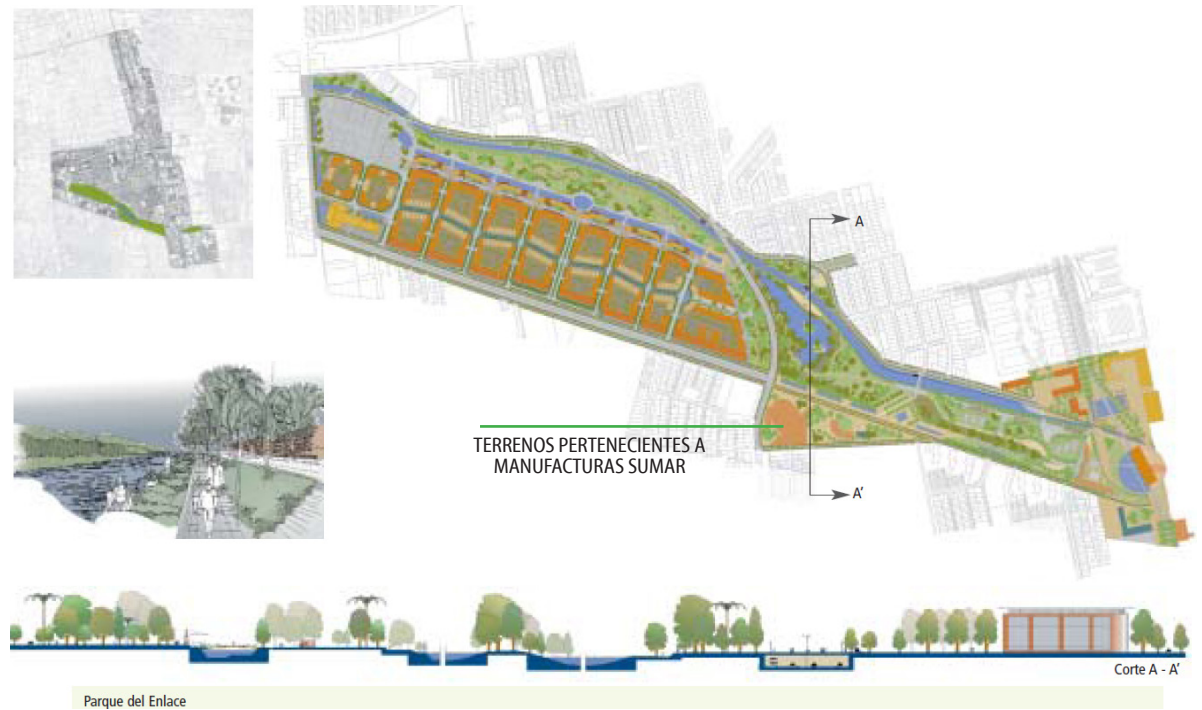 A
TERRENOS PERTENECIENTES A
MANUFACTURAS SUMAR
A'
Corte A - A'
Parque del Enlace